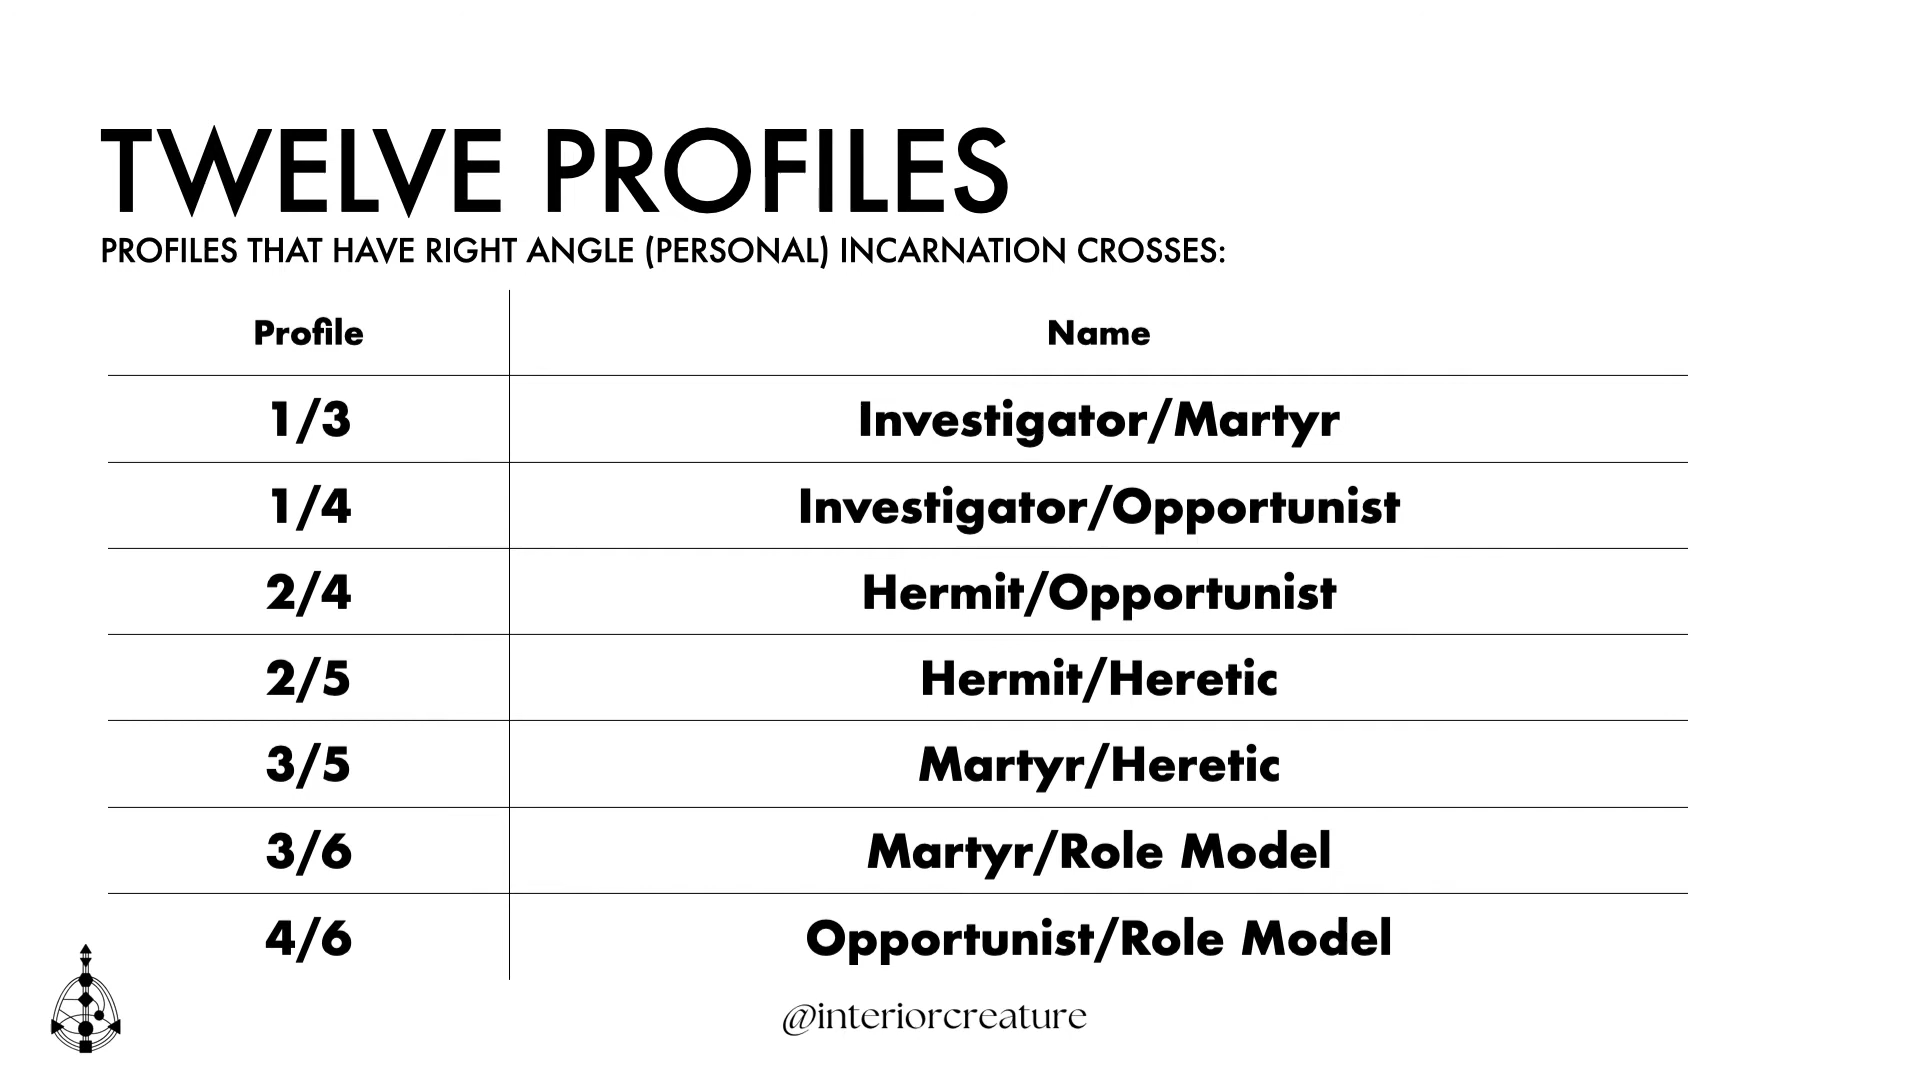 TWELVE PROFILES
PROFILES THAT HAVE RIGHT ANGLE (PERSONAL) INCARNATION CROSSES:
Profile Name
1/3 Investigator/Martyr
1/4 Investigator/Opportunist
2/4 Hermit/Opportunist
2/5 Hermit/Heretic
3/5 Martyr/Heretic
3/6 Martyr/Role Model
4/6 Opportunist/Role Model
@interiorcreature